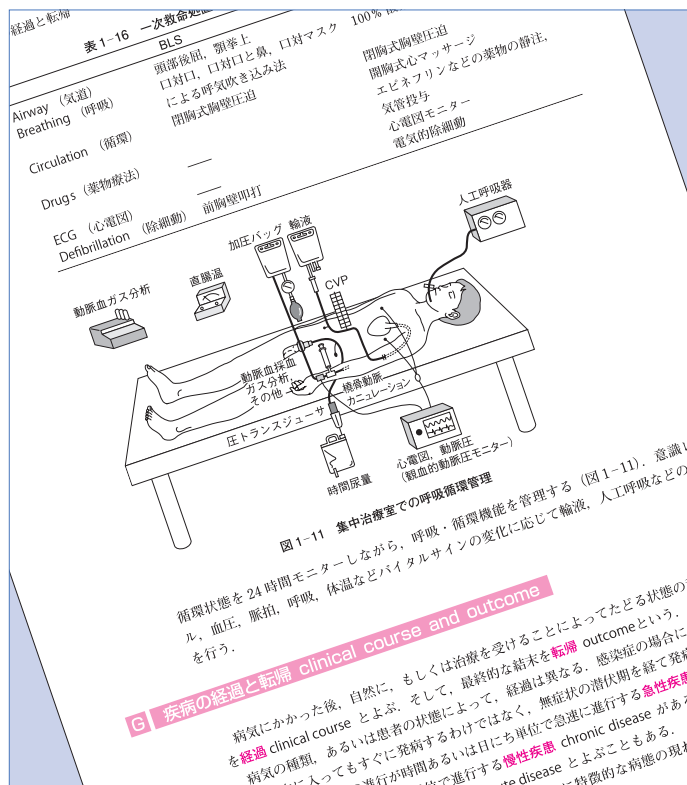 経過と転帰
表1-16 一次救命処
BLS
100%
Airway（気道） 頭部後屈，顎挙上
Breathing（呼吸） 口対口，口対口と鼻，口対マスク
による呼気吹き込み法
Circulation（循環） 閉胸式胸壁圧迫 閉胸式胸壁圧迫
開胸式心マッサージ
Drugs（薬物療法） —— エピネフリンなどの薬物の静注，
気管投与
ECG（心電図） —— 心電図モニター
Defibrillation（除細動） 前胸壁叩打 電気的除細動
人工呼吸器
加圧バッグ 輸液
直腸温
動脈血ガス分析
CVP
動脈血採血
ガス分析，
その他
橈骨動脈
カニュレーション
圧トランスジューサ
時間尿量
心電図，動脈圧
（観血的動脈圧モニター）
図1-11 集中治療室での呼吸循環管理
循環状態を24時間モニターしながら，呼吸・循環機能を管理する（図1-11）．意識
ル，血圧，脈拍，呼吸，体温などバイタルサインの変化に応じて輸液，人工呼吸などの
を行う．
G 疾病の経過と転帰 clinical course and outcome
病気にかかった後，自然に，もしくは治療を受けることによってたどる状態の
を経過 clinical course とよぶ．そして，最終的な結末を転帰 outcomeという．
病気の種類，あるいは患者の状態によって，経過は異なる．感染症の場合に
に入ってもすぐに発病するわけではなく，無症状の潜伏期を経て発病
の進行が時間あるいは日にち単位で急速に進行する急性疾患
位で進行する慢性疾患 chronic disease があ
disease とよぶこともある．
に特徴的な病態の現れ